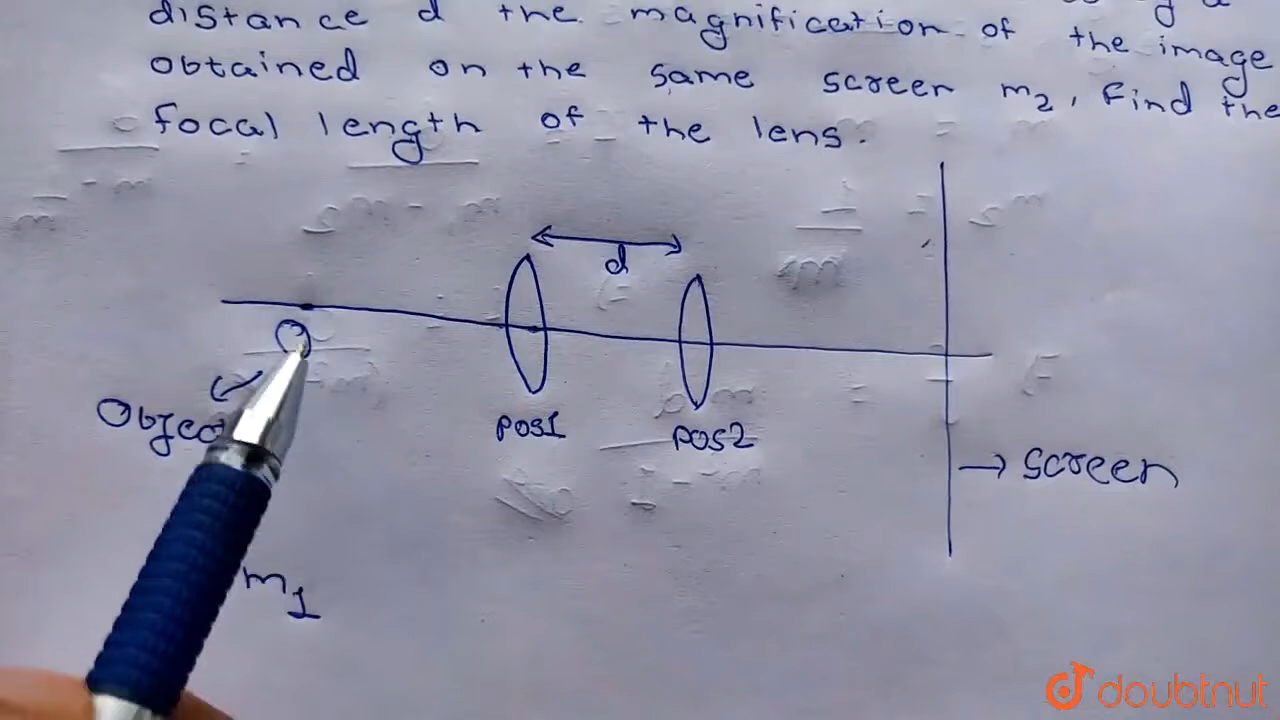 distance d the magnification of the image
obtained on the same screen m2, Find the
focal length of the lens.
d
Pos1
Pos2
Object
→ Screen
m1
doubtnut